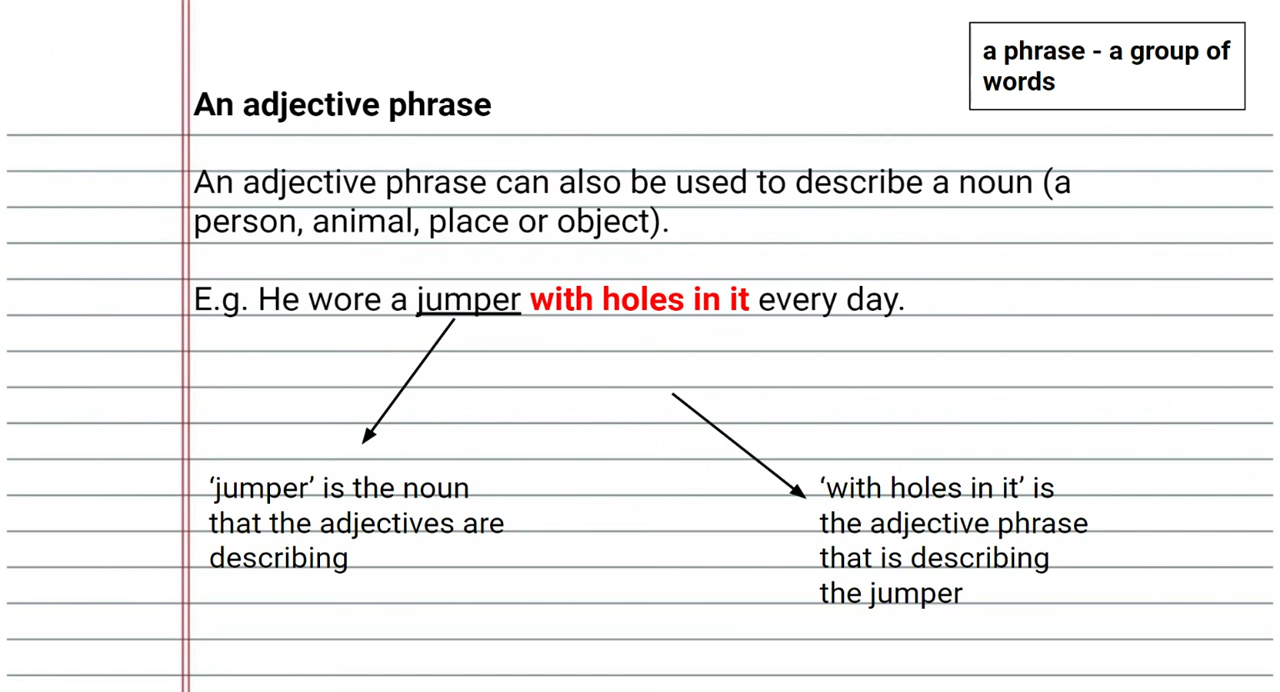 a phrase - a group of
words
An adjective phrase
An adjective phrase can also be used to describe a noun (a
person, animal, place or object).
E.g. He wore a jumper with holes in it every day.
‘jumper’ is the noun
that the adjectives are
describing
‘with holes in it’ is
the adjective phrase
that is describing
the jumper